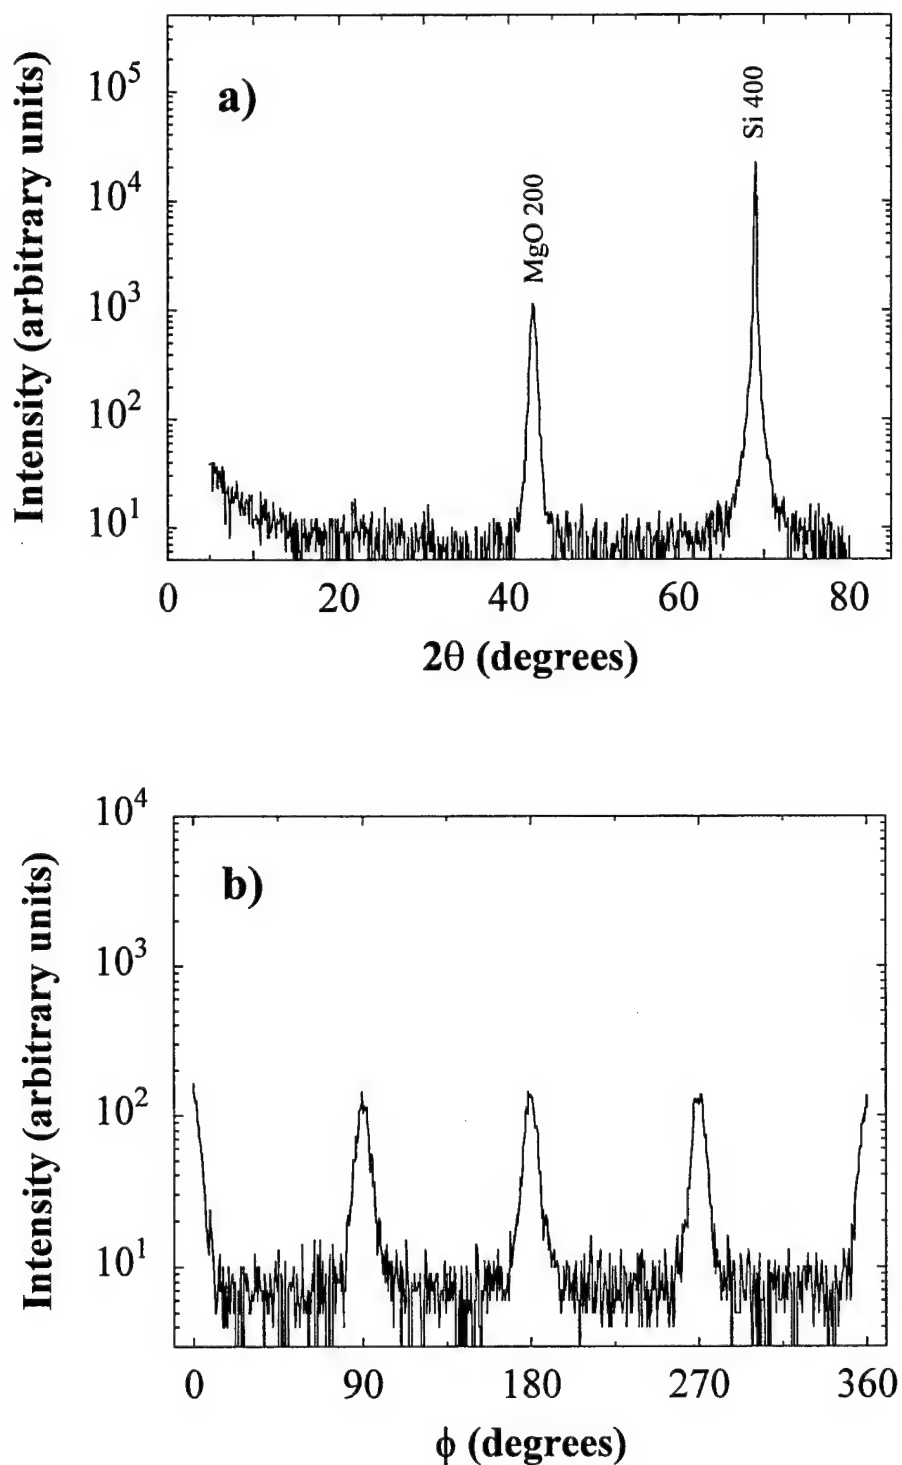 a)
Intensity (arbitrary units)
10^5
10^4
10^3
10^2
10^1
MgO 200
Si 400
0 20 40 60 80
2θ (degrees)
b)
Intensity (arbitrary units)
10^4
10^3
10^2
10^1
0 90 180 270 360
ϕ (degrees)